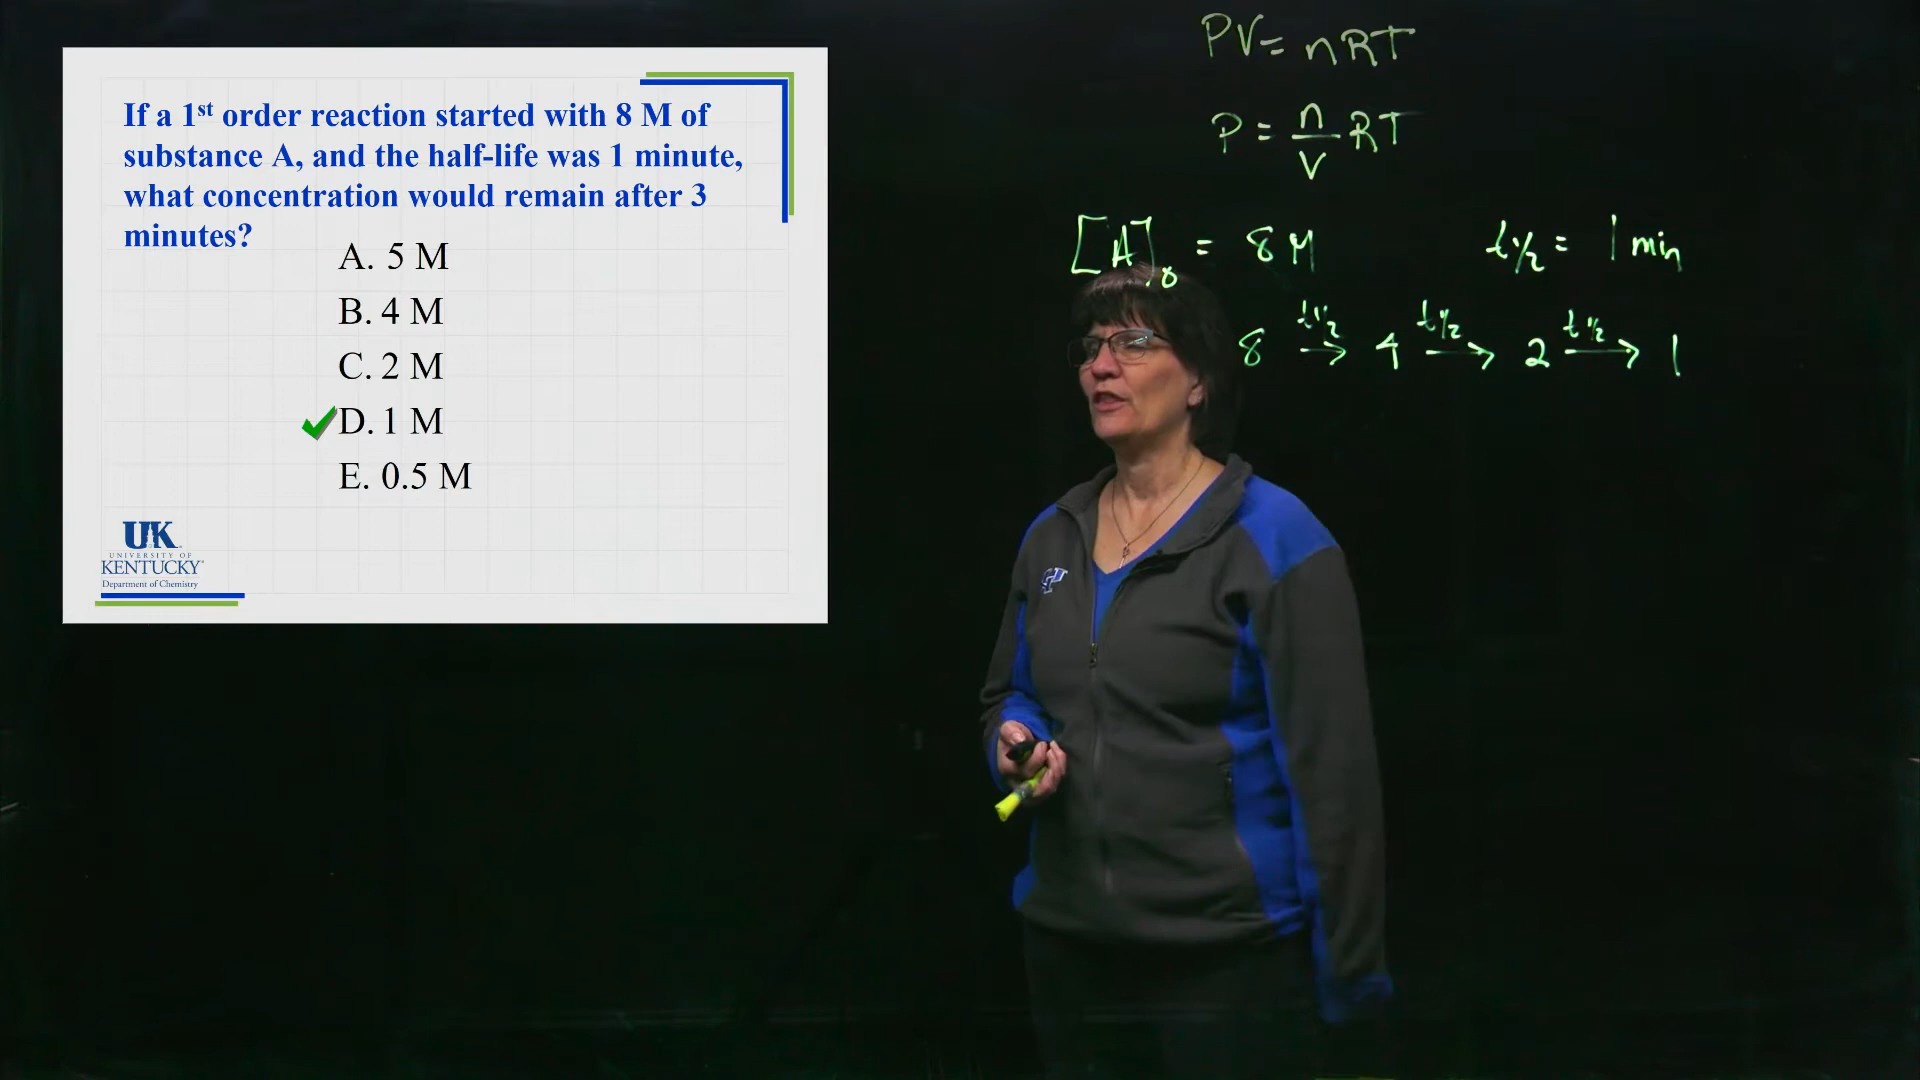 If a 1st order reaction started with 8 M of
substance A, and the half-life was 1 minute,
what concentration would remain after 3
minutes?
A. 5 M
B. 4 M
C. 2 M
D. 1 M
E. 0.5 M
UK
UNIVERSITY OF
KENTUCKY
Department of Chemistry
PV = nRT
P = n/V RT
[A]0 = 8 M t1/2 = 1 min
t1/2 t1/2 t1/2
8 → 4 → 2 → 1